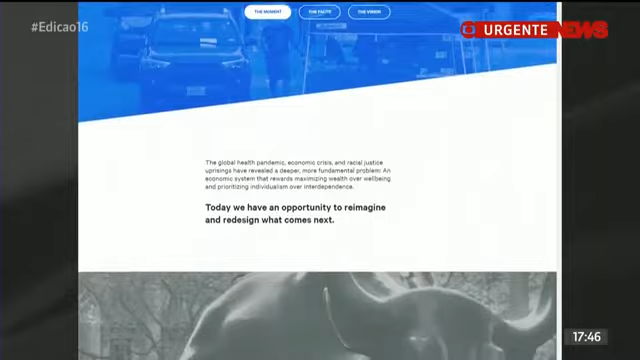 #Edicao16
URGENTE NEWS
THE MOMENT THE FACTS THE VISION
The global health pandemic, economic crisis, and racial justice
uprisings have revealed a deeper, more fundamental problem: An
economic system that rewards maximizing wealth over wellbeing
and prioritizing individualism over interdependence.
Today we have an opportunity to reimagine
and redesign what comes next.
17:46